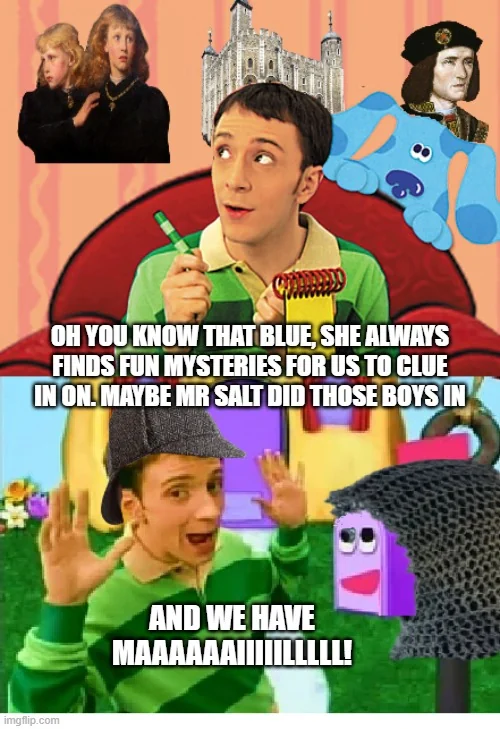 OH YOU KNOW THAT BLUE, SHE ALWAYS
FINDS FUN MYSTERIES FOR US TO CLUE
IN ON. MAYBE MR SALT DID THOSE BOYS IN
AND WE HAVE
MAAAAAAIIIIILLLLL!
imgflip.com